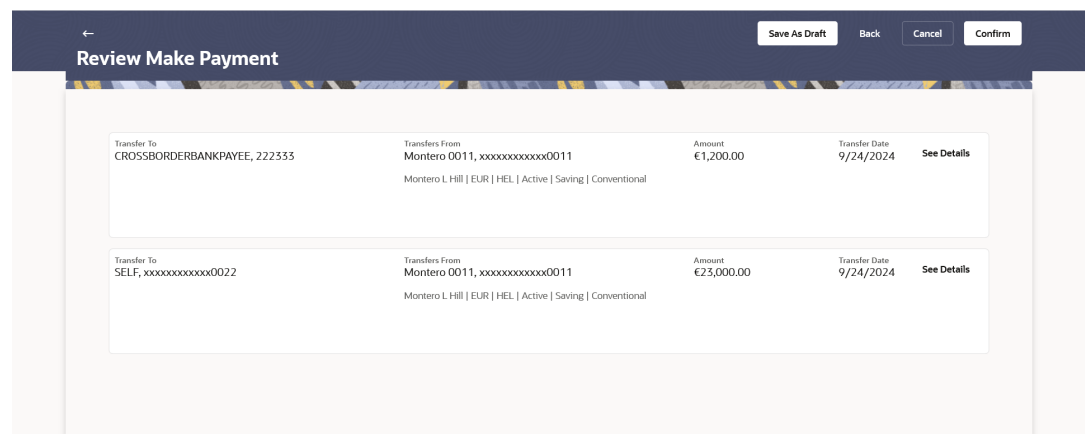 ←
Save As Draft Back Cancel Confirm
Review Make Payment
Transfer To Transfers From Amount Transfer Date
CROSSBORDERBANKPAYEE, 222333 Montero 0011, xxxxxxxxxxxx0011 €1,200.00 9/24/2024 See Details
Montero L Hill | EUR | HEL | Active | Saving | Conventional
Transfer To Transfers From Amount Transfer Date
SELF, xxxxxxxxxxxx0022 Montero 0011, xxxxxxxxxxxx0011 €23,000.00 9/24/2024 See Details
Montero L Hill | EUR | HEL | Active | Saving | Conventional